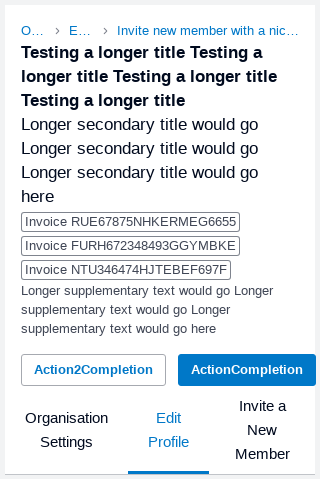 O... > E... > Invite new member with a nic...
Testing a longer title Testing a
longer title Testing a longer title
Testing a longer title
Longer secondary title would go
Longer secondary title would go
Longer secondary title would go
here
Invoice RUE67875NHKERMEG6655
Invoice FURH672348493GGYMBKE
Invoice NTU346474HJTEBEF697F
Longer supplementary text would go Longer
supplementary text would go Longer
supplementary text would go here
Action2Completion ActionCompletion
Organisation
Settings
Edit
Profile
Invite a
New
Member